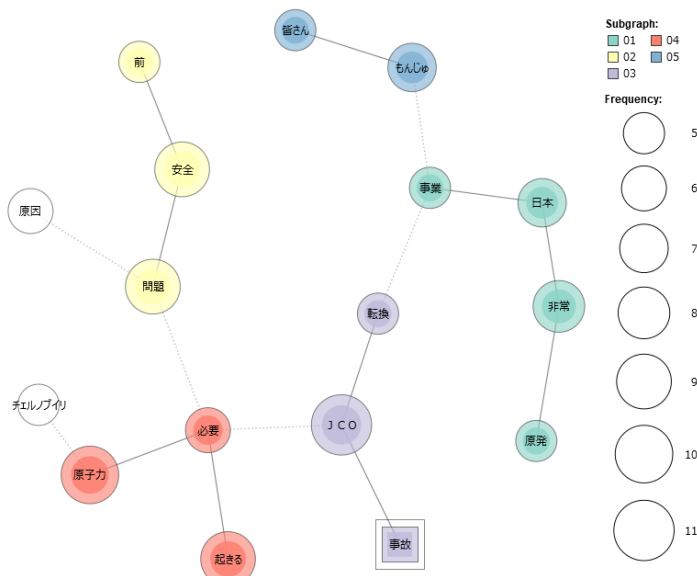 皆さん
もんじゅ
前
安全
事業
日本
原因
問題
転換
非常
チェルノブイリ
必要
ＪＣＯ
原発
原子力
起きる
事故
Subgraph:
01 04
02 05
03
Frequency:
5
6
7
8
9
10
11